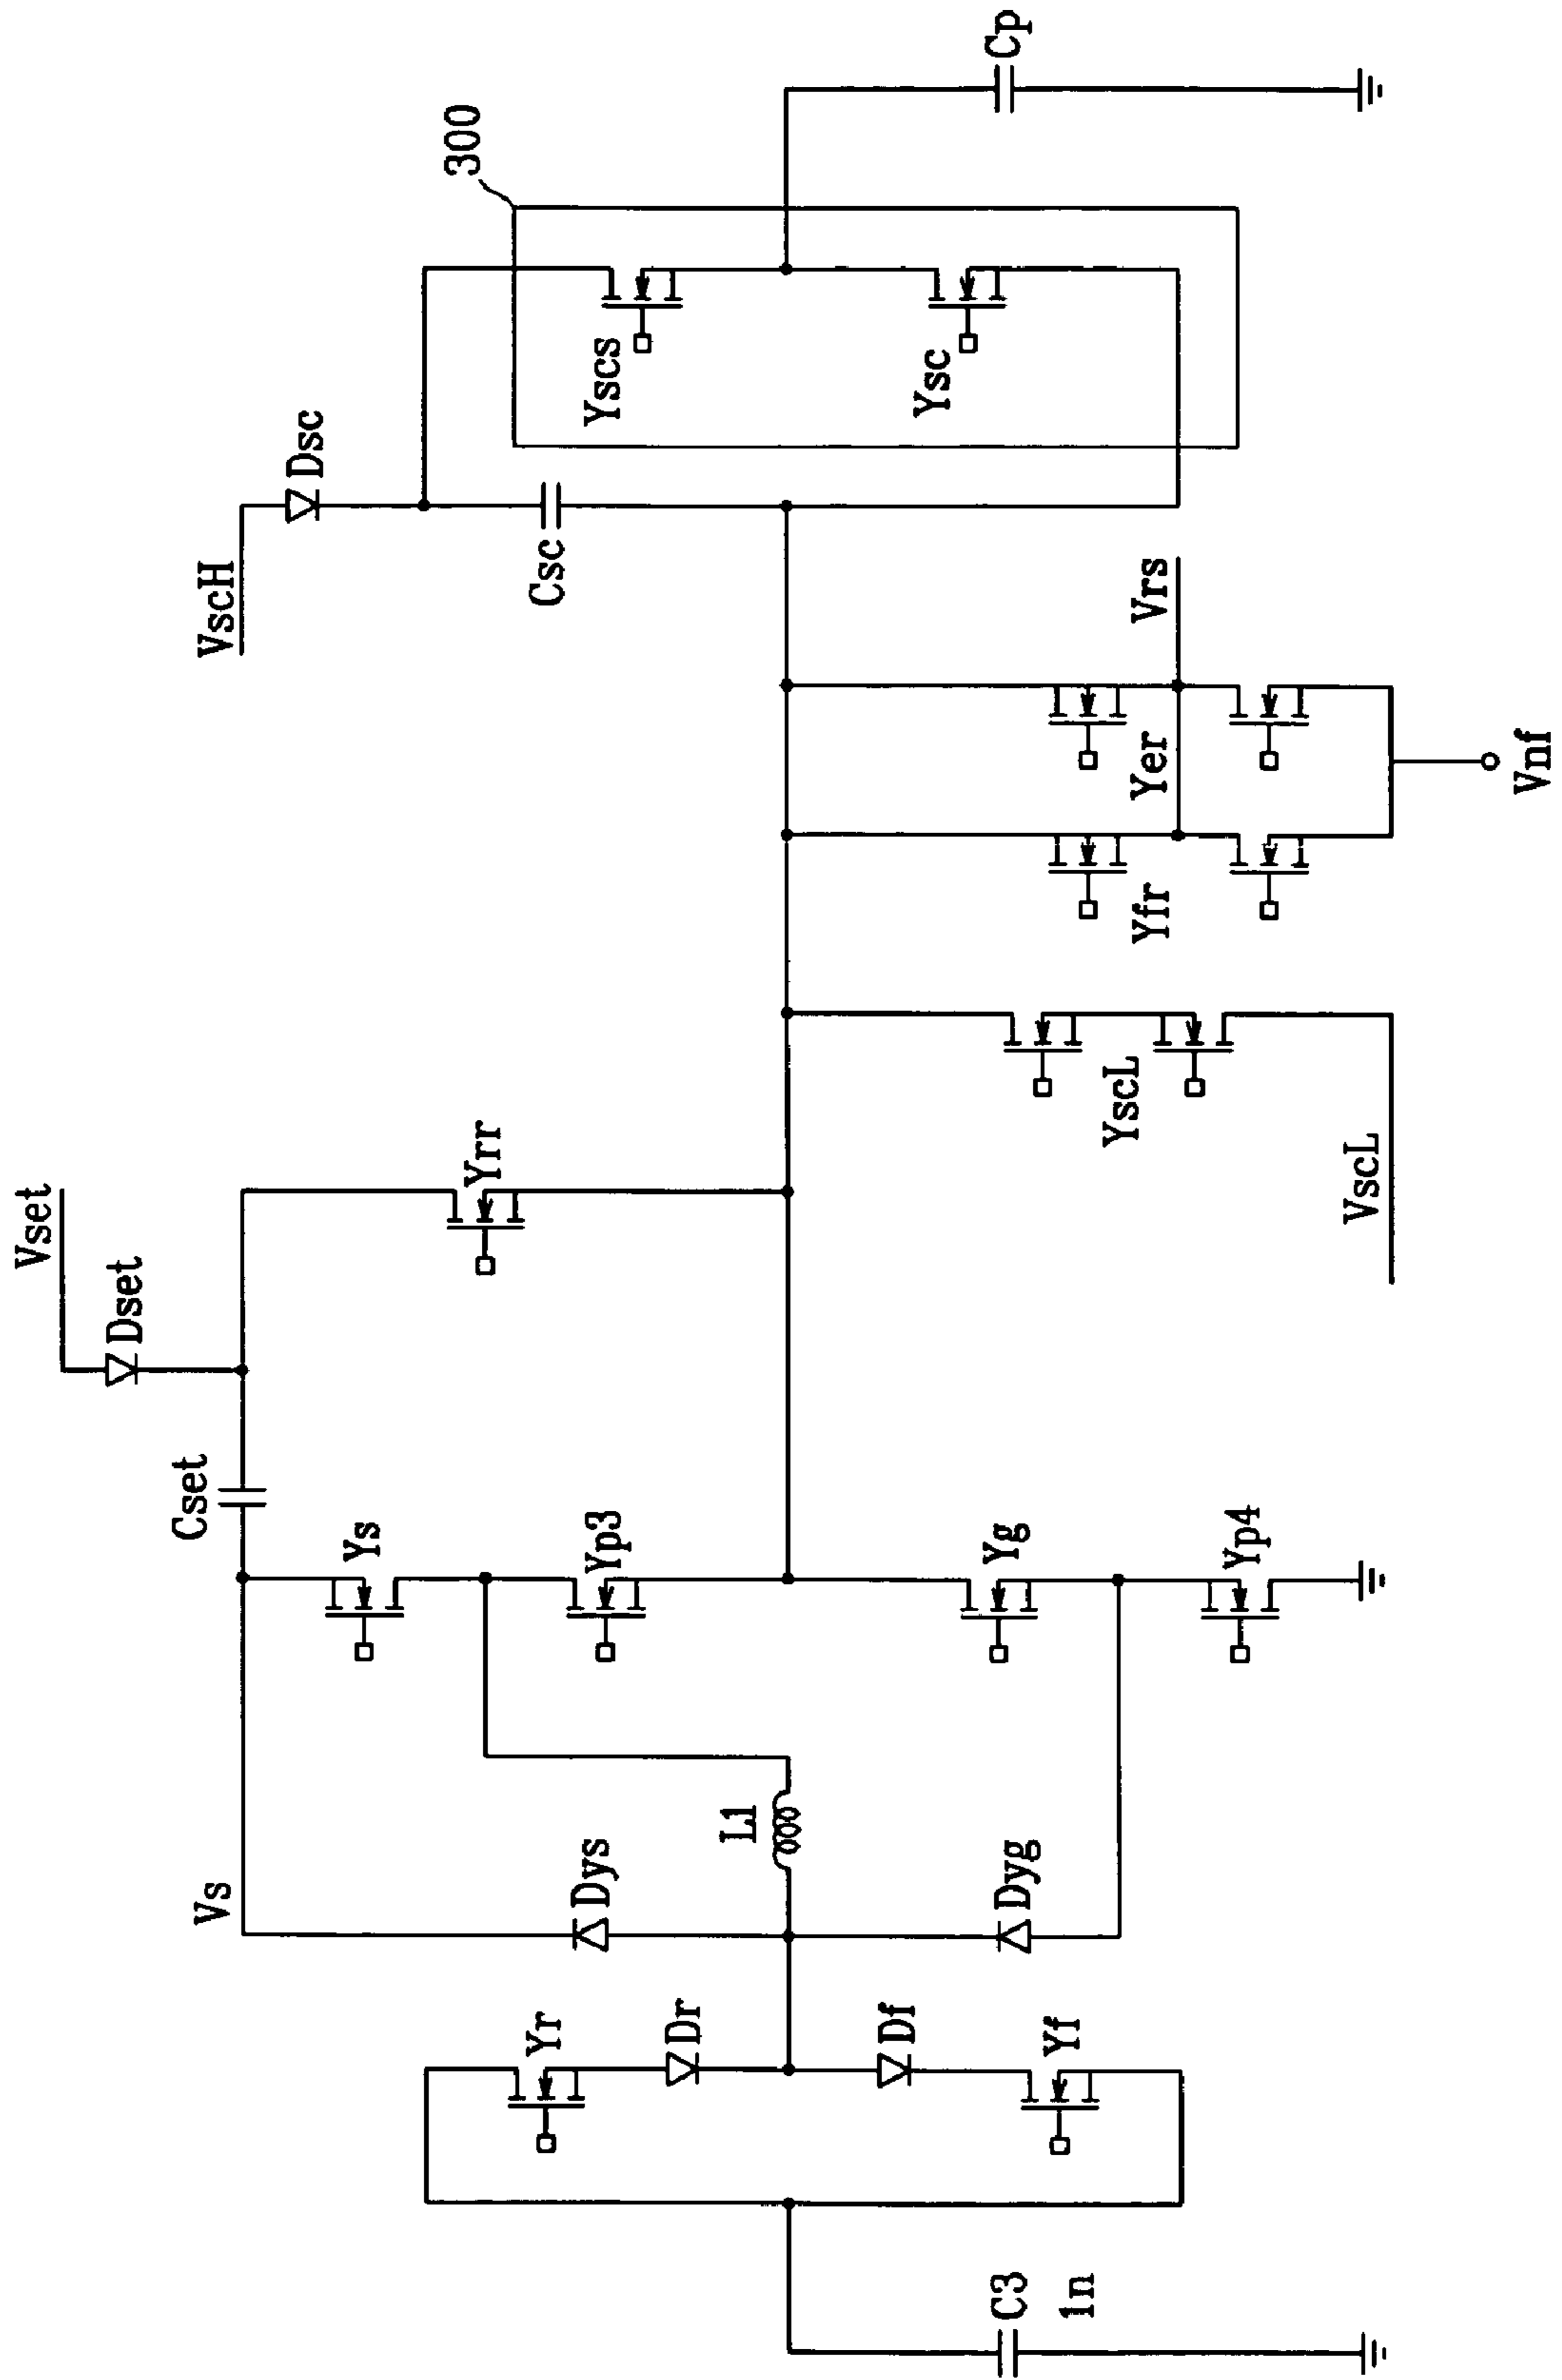 Vset
Dset
Cset
Vs
Ys
Yp3
Yg
Yp4
L1
Dys
Dyg
Yr
Dr
Df
Yf
C3
1n
Yrr
VscH
Dsc
Csc
300
Yscs
Ysc
Cp
YscL
VscL
Yfr
Yer
Vrs
Vnf